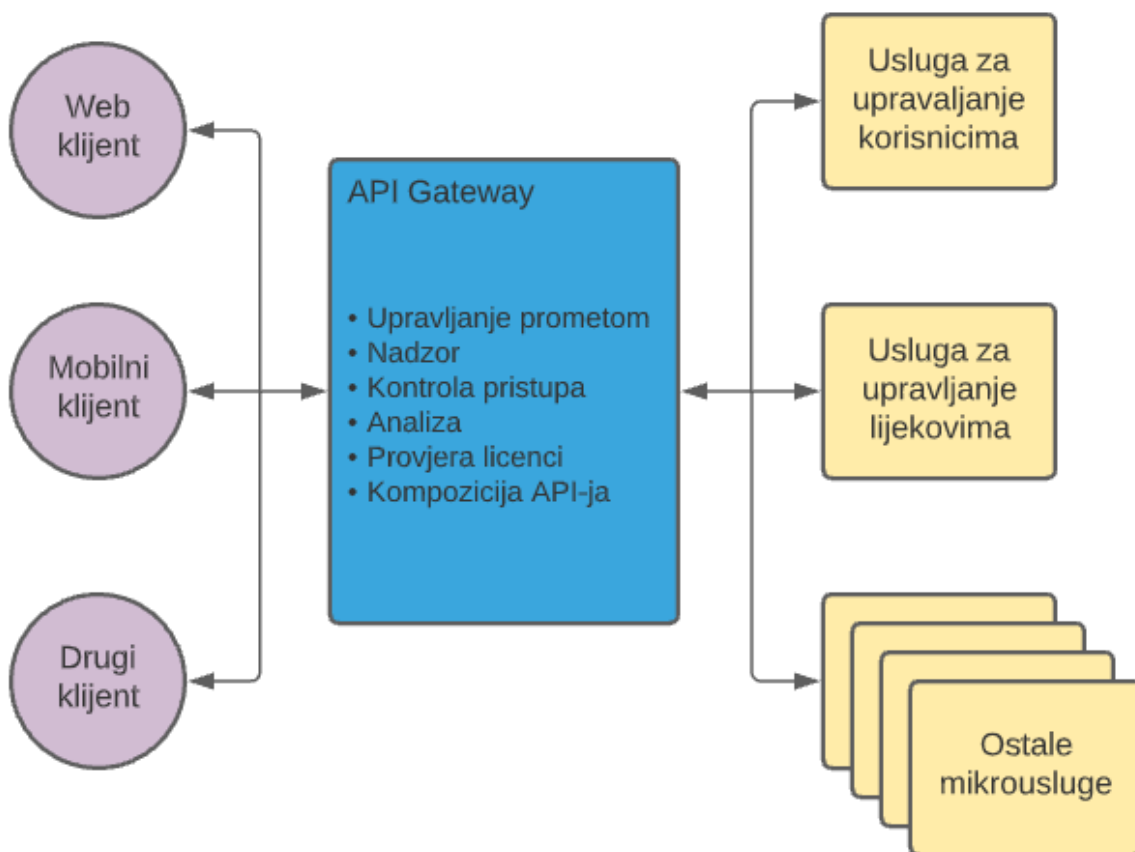 Web
klijent
Mobilni
klijent
Drugi
klijent
API Gateway
• Upravljanje prometom
• Nadzor
• Kontrola pristupa
• Analiza
• Provjera licenci
• Kompozicija API-ja
Usluga za
upravaljanje
korisnicima
Usluga za
upravljanje
lijekovima
Ostale
mikrousluge